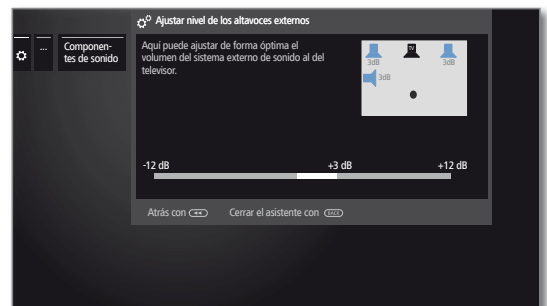 Ajustar nivel de los altavoces externos
...
Componen-
tes de sonido
Aquí puede ajustar de forma óptima el
volumen del sistema externo de sonido al del
televisor.
TV
3dB
3dB
3dB
-12 dB
+3 dB
+12 dB
Atrás con
Cerrar el asistente con BACK